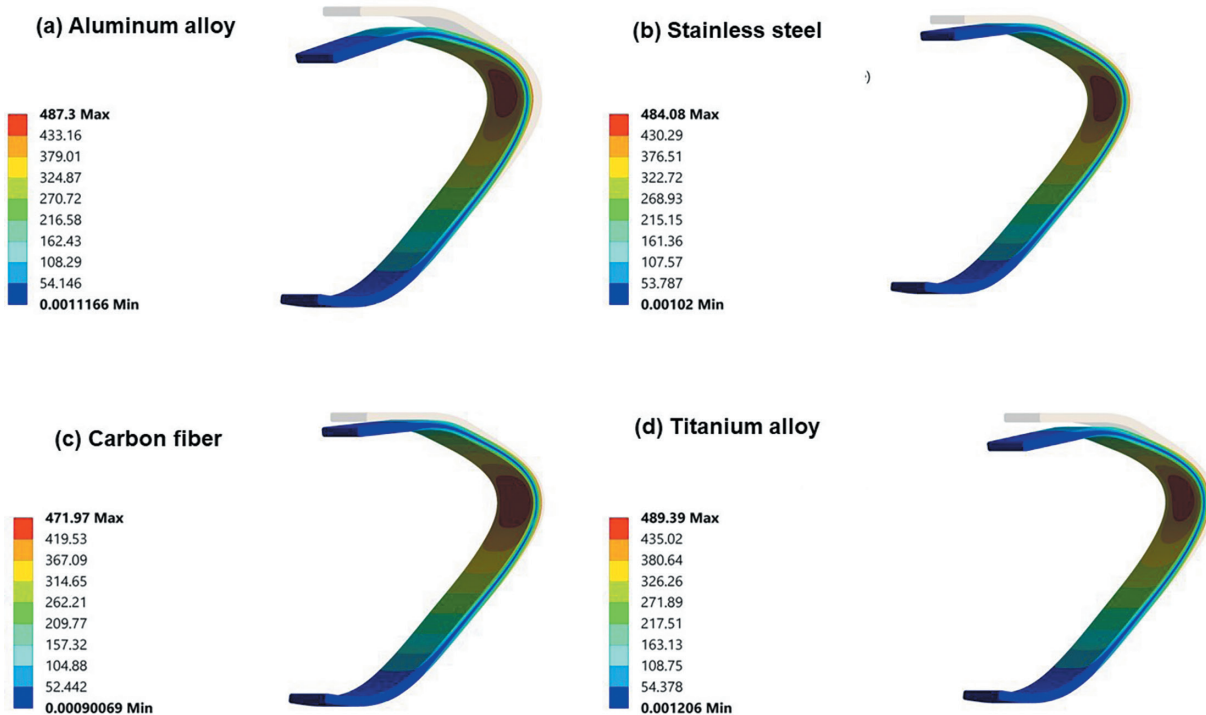 (a) Aluminum alloy
487.3 Max
433.16
379.01
324.87
270.72
216.58
162.43
108.29
54.146
0.0011166 Min
(b) Stainless steel
)
484.08 Max
430.29
376.51
322.72
268.93
215.15
161.36
107.57
53.787
0.00102 Min
(c) Carbon fiber
471.97 Max
419.53
367.09
314.65
262.21
209.77
157.32
104.88
52.442
0.00090069 Min
(d) Titanium alloy
489.39 Max
435.02
380.64
326.26
271.89
217.51
163.13
108.75
54.378
0.001206 Min